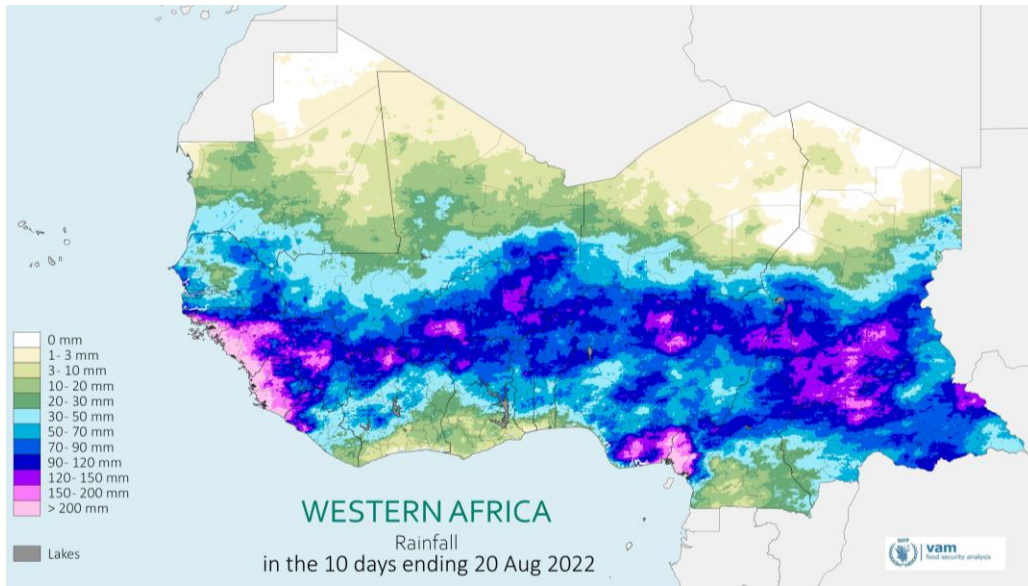 0 mm
1- 3 mm
3- 10 mm
10- 20 mm
20- 30 mm
30- 50 mm
50- 70 mm
70- 90 mm
90- 120 mm
120- 150 mm
150- 200 mm
> 200 mm
Lakes
WESTERN AFRICA
Rainfall
in the 10 days ending 20 Aug 2022
WFP
vam
food security analysis